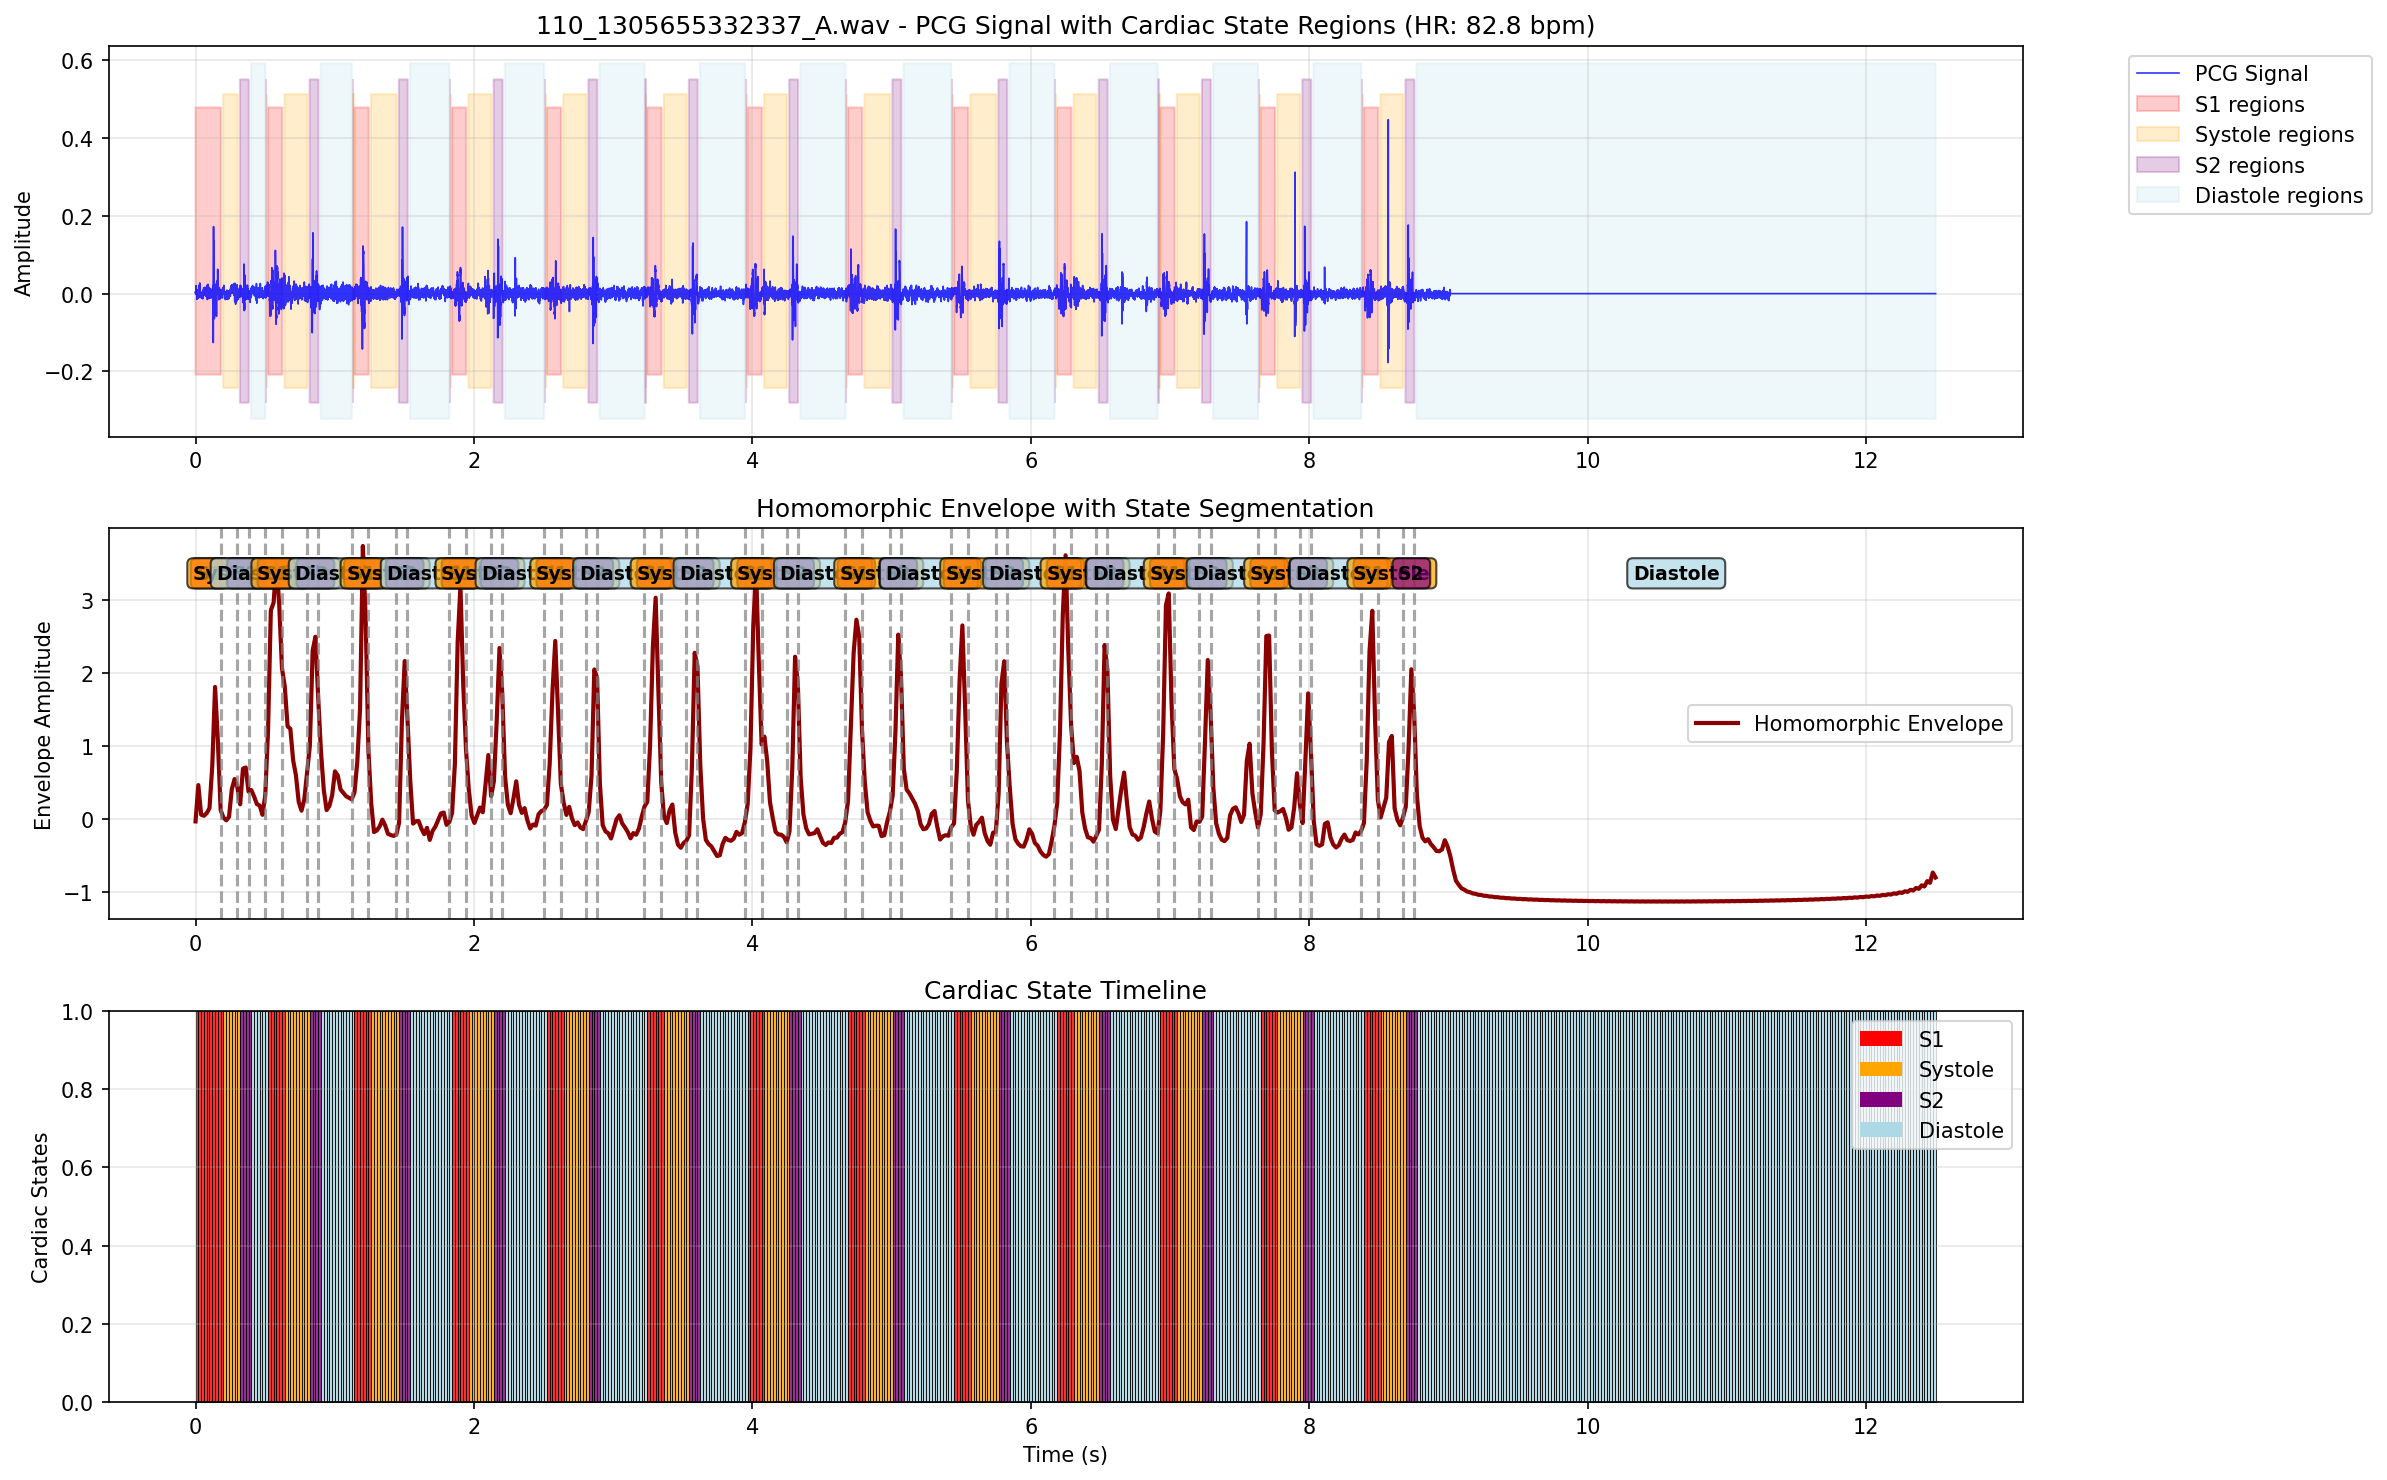 110_1305655332337_A.wav - PCG Signal with Cardiac State Regions (HR: 82.8 bpm)
Amplitude
0.6
0.4
0.2
0.0
−0.2
0 2 4 6 8 10 12
PCG Signal
S1 regions
Systole regions
S2 regions
Diastole regions
Homomorphic Envelope with State Segmentation
Envelope Amplitude
3
2
1
0
−1
S2
Diastole
Homomorphic Envelope
0 2 4 6 8 10 12
Cardiac State Timeline
Cardiac States
1.0
0.8
0.6
0.4
0.2
0.0
S1
Systole
S2
Diastole
0 2 4 6 8 10 12
Time (s)